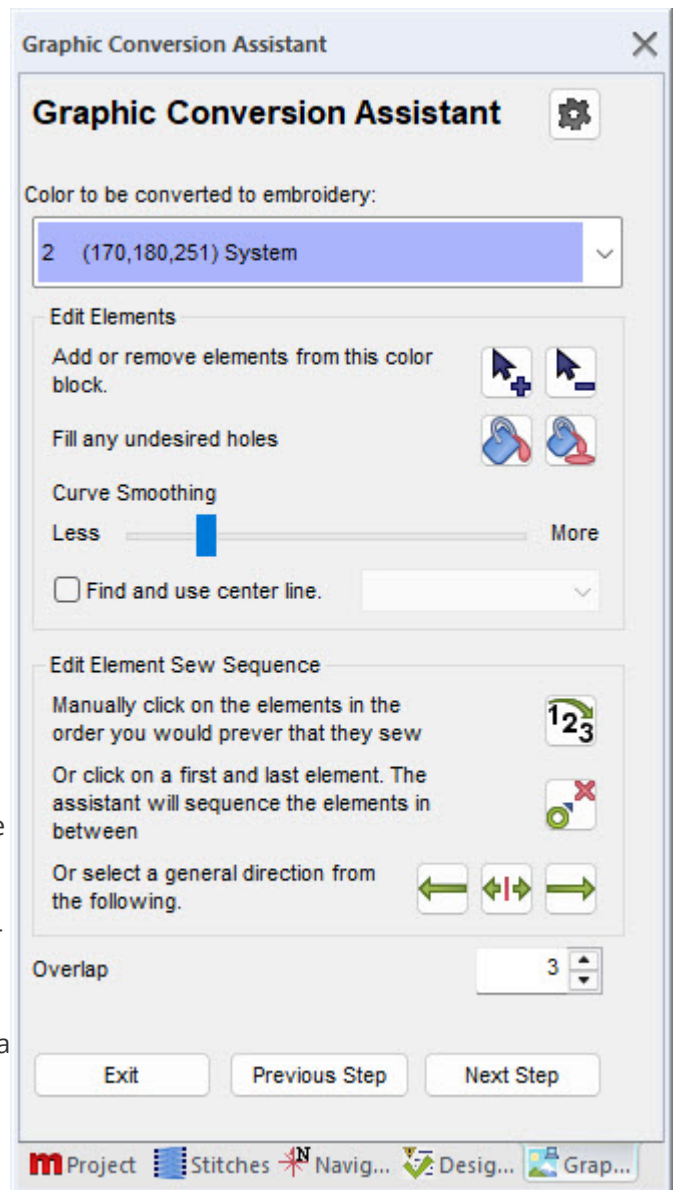 Graphic Conversion Assistant
Graphic Conversion Assistant
Color to be converted to embroidery:
2 (170,180,251) System
Edit Elements
Add or remove elements from this color
block.
Fill any undesired holes
Curve Smoothing
Less More
Find and use center line.
Edit Element Sew Sequence
Manually click on the elements in the
order you would prever that they sew
123
Or click on a first and last element. The
assistant will sequence the elements in
between
Or select a general direction from
the following.
Overlap 3
Exit Previous Step Next Step
m Project Stitches N Navig... Desig... Grap...